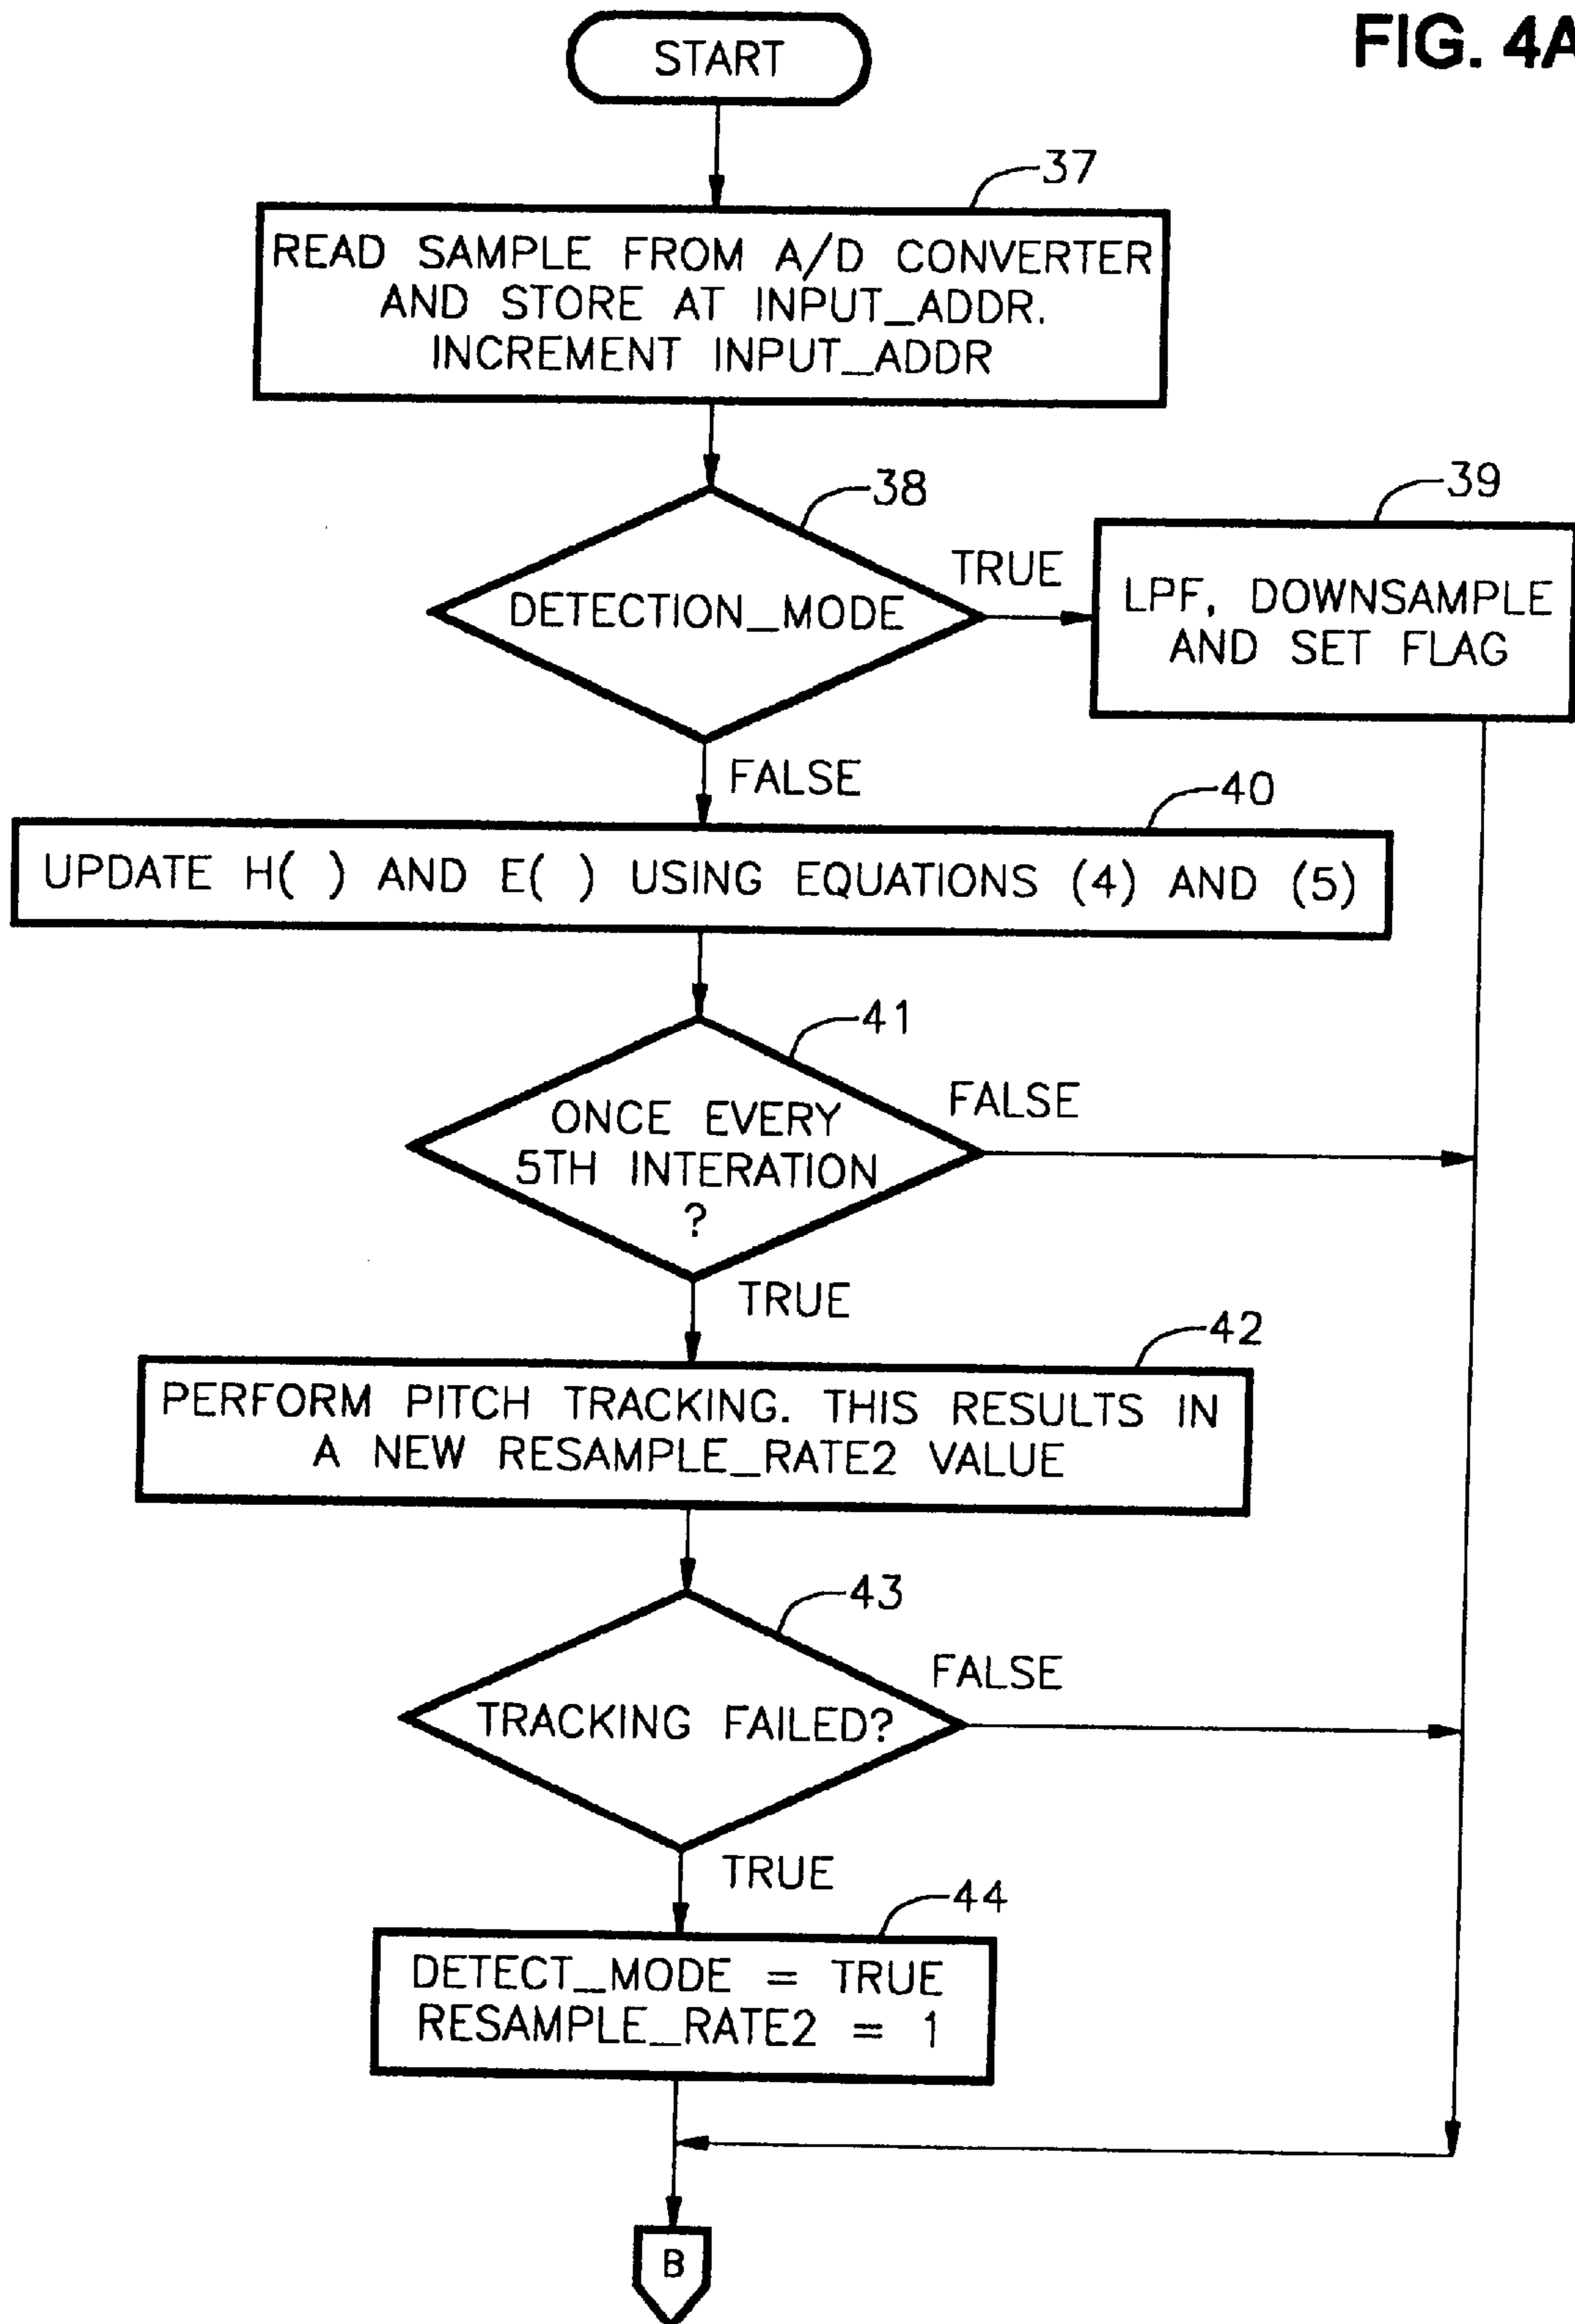 FIG. 4A
START
37
READ SAMPLE FROM A/D CONVERTER
AND STORE AT INPUT_ADDR.
INCREMENT INPUT_ADDR
38
DETECTION_MODE
TRUE
39
LPF, DOWNSAMPLE
AND SET FLAG
FALSE
40
UPDATE H( ) AND E( ) USING EQUATIONS (4) AND (5)
41
ONCE EVERY
5TH INTERATION
?
FALSE
TRUE
42
PERFORM PITCH TRACKING. THIS RESULTS IN
A NEW RESAMPLE_RATE2 VALUE
43
TRACKING FAILED?
FALSE
TRUE
44
DETECT_MODE = TRUE
RESAMPLE_RATE2 = 1
B